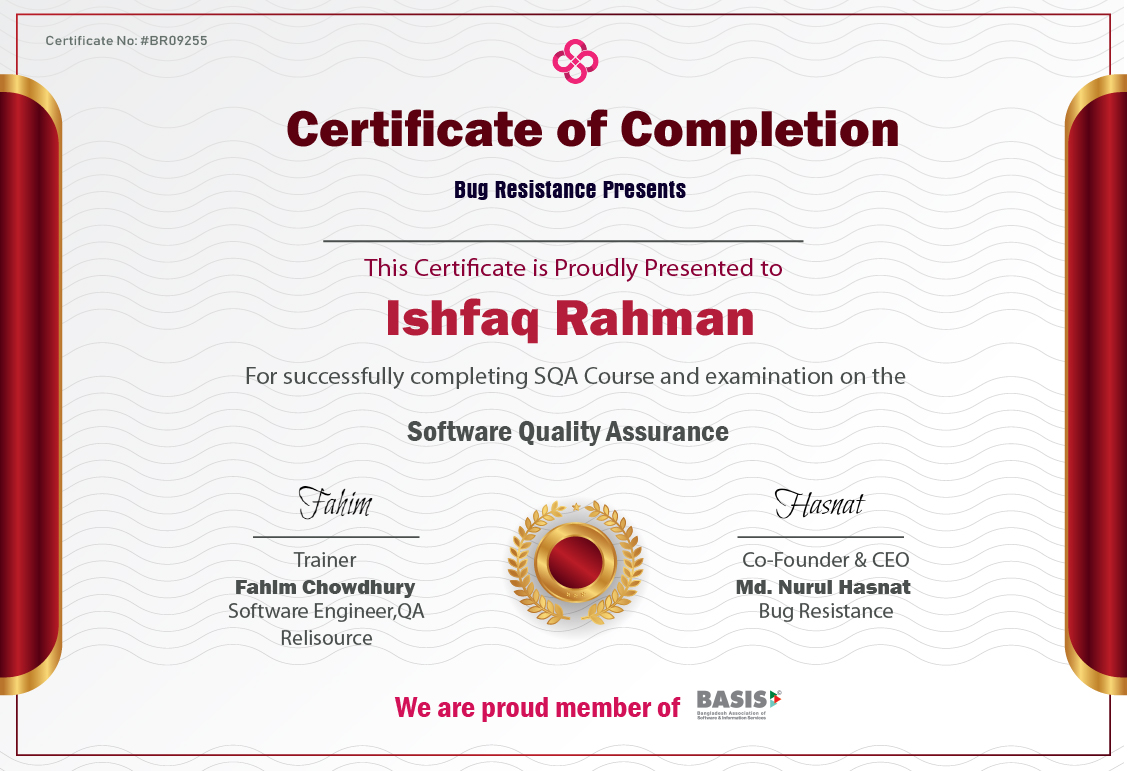 Certificate No: #BR09255
Certificate of Completion
Bug Resistance Presents
This Certificate is Proudly Presented to
Ishfaq Rahman
For successfully completing SQA Course and examination on the
Software Quality Assurance
Fahim
Trainer
Fahim Chowdhury
Software Engineer,QA
Relisource
Hasnat
Co-Founder & CEO
Md. Nurul Hasnat
Bug Resistance
We are proud member of
BASIS
Bangladesh Association of
Software & Information Services